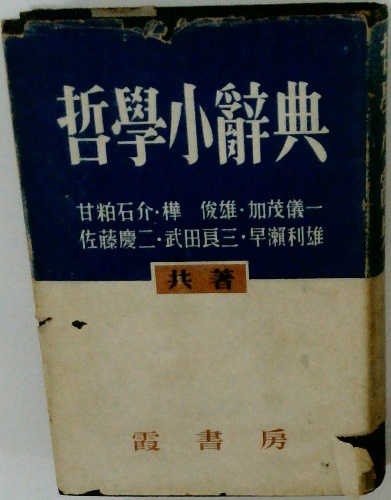 哲學小辭典
甘粕石介・樺 俊雄・加茂儀一
佐藤慶二・武田良三・早瀬利雄
共著
霞書房